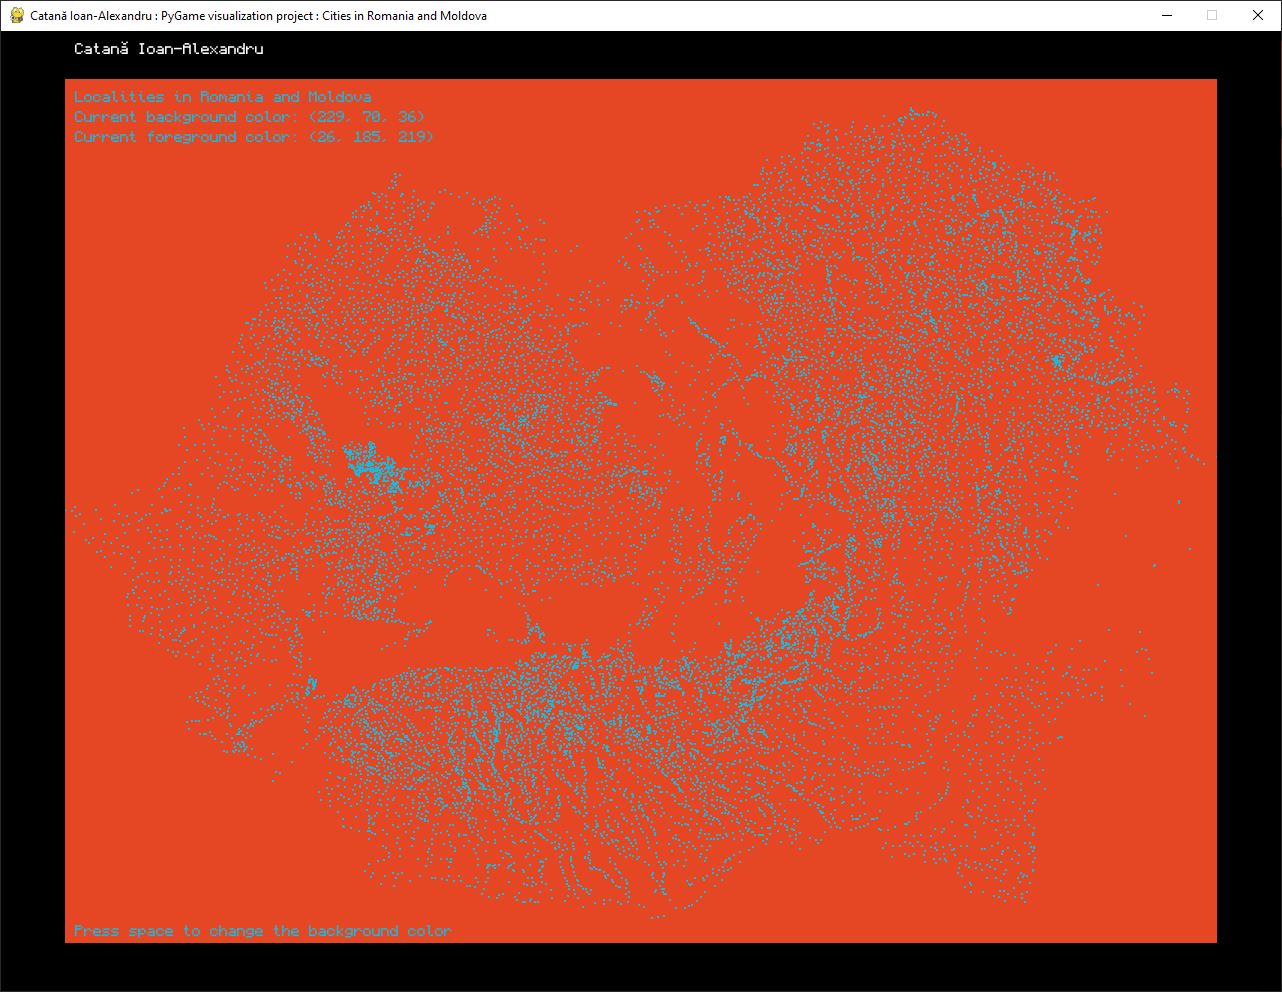 Catană Ioan-Alexandru : PyGame visualization project : Cities in Romania and Moldova
Catană Ioan-Alexandru
Localities in Romania and Moldova
Current background color: (229, 70, 36)
Current foreground color: (26, 185, 219)
Press space to change the background color